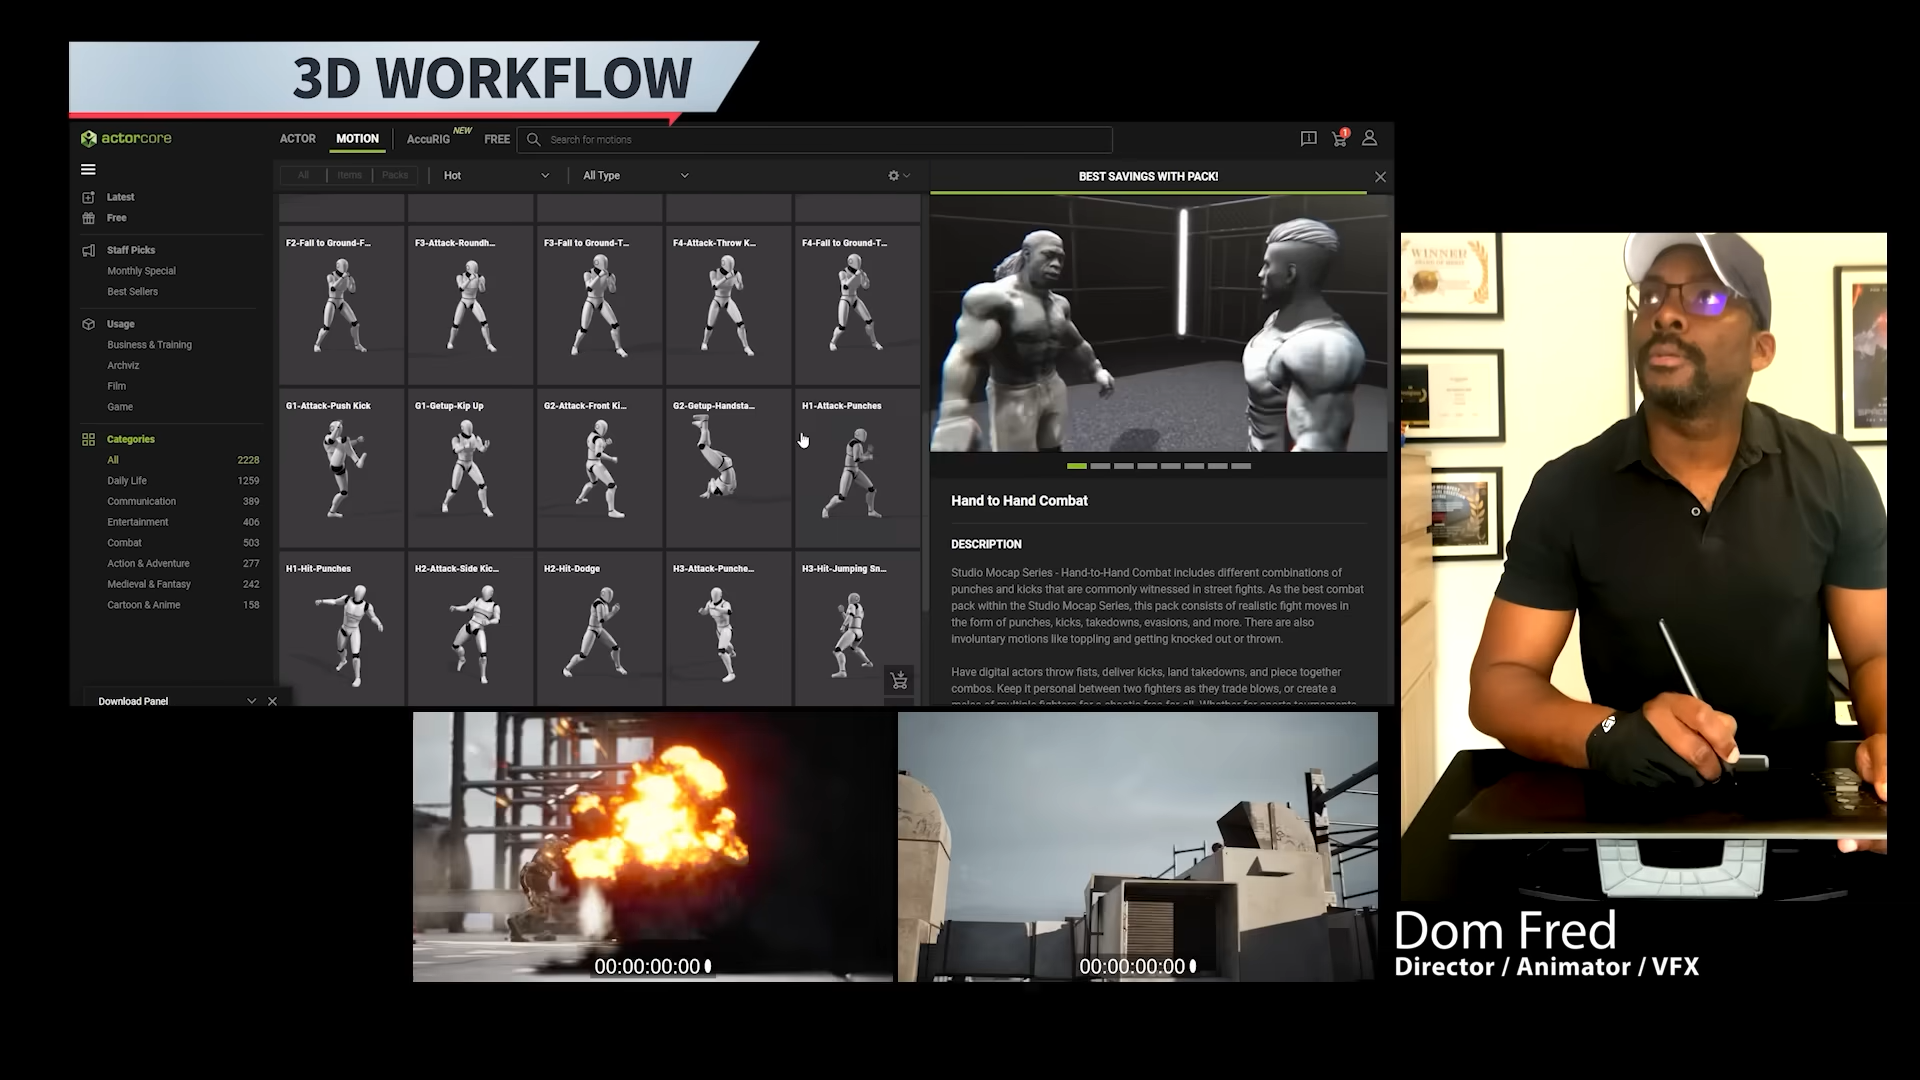 3D WORKFLOW
actorcore
ACTOR
MOTION
AccuRIG
NEW
FREE
Search for motions
1
All
Items
Packs
Hot
All Type
BEST SAVINGS WITH PACK!
Latest
Free
Staff Picks
Monthly Special
Best Sellers
Usage
Business & Training
Archviz
Film
Game
Categories
All 2228
Daily Life 1259
Communication 389
Entertainment 406
Combat 503
Action & Adventure 277
Medieval & Fantasy 242
Cartoon & Anime 158
Download Panel
F2-Fall to Ground-F...
F3-Attack-Roundh...
F3-Fall to Ground-T...
F4-Attack-Throw K...
F4-Fall to Ground-T...
G1-Attack-Push Kick
G1-Getup-Kip Up
G2-Attack-Front Ki...
G2-Getup-Handsta...
H1-Attack-Punches
H1-Hit-Punches
H2-Attack-Side Kic...
H2-Hit-Dodge
H3-Attack-Punche...
H3-Hit-Jumping Sn...
Hand to Hand Combat
DESCRIPTION
Studio Mocap Series - Hand-to-Hand Combat includes different combinations of
punches and kicks that are commonly witnessed in street fights. As the best combat
pack within the Studio Mocap Series, this pack consists of realistic fight moves in
the form of punches, kicks, takedowns, evasions, and more. There are also
involuntary motions like toppling and getting knocked out or thrown.
Have digital actors throw fists, deliver kicks, land takedowns, and piece together
combos. Keep it personal between two fighters as they trade blows, or create a
WINNER
00:00:00:00
00:00:00:00
Dom Fred
Director / Animator / VFX